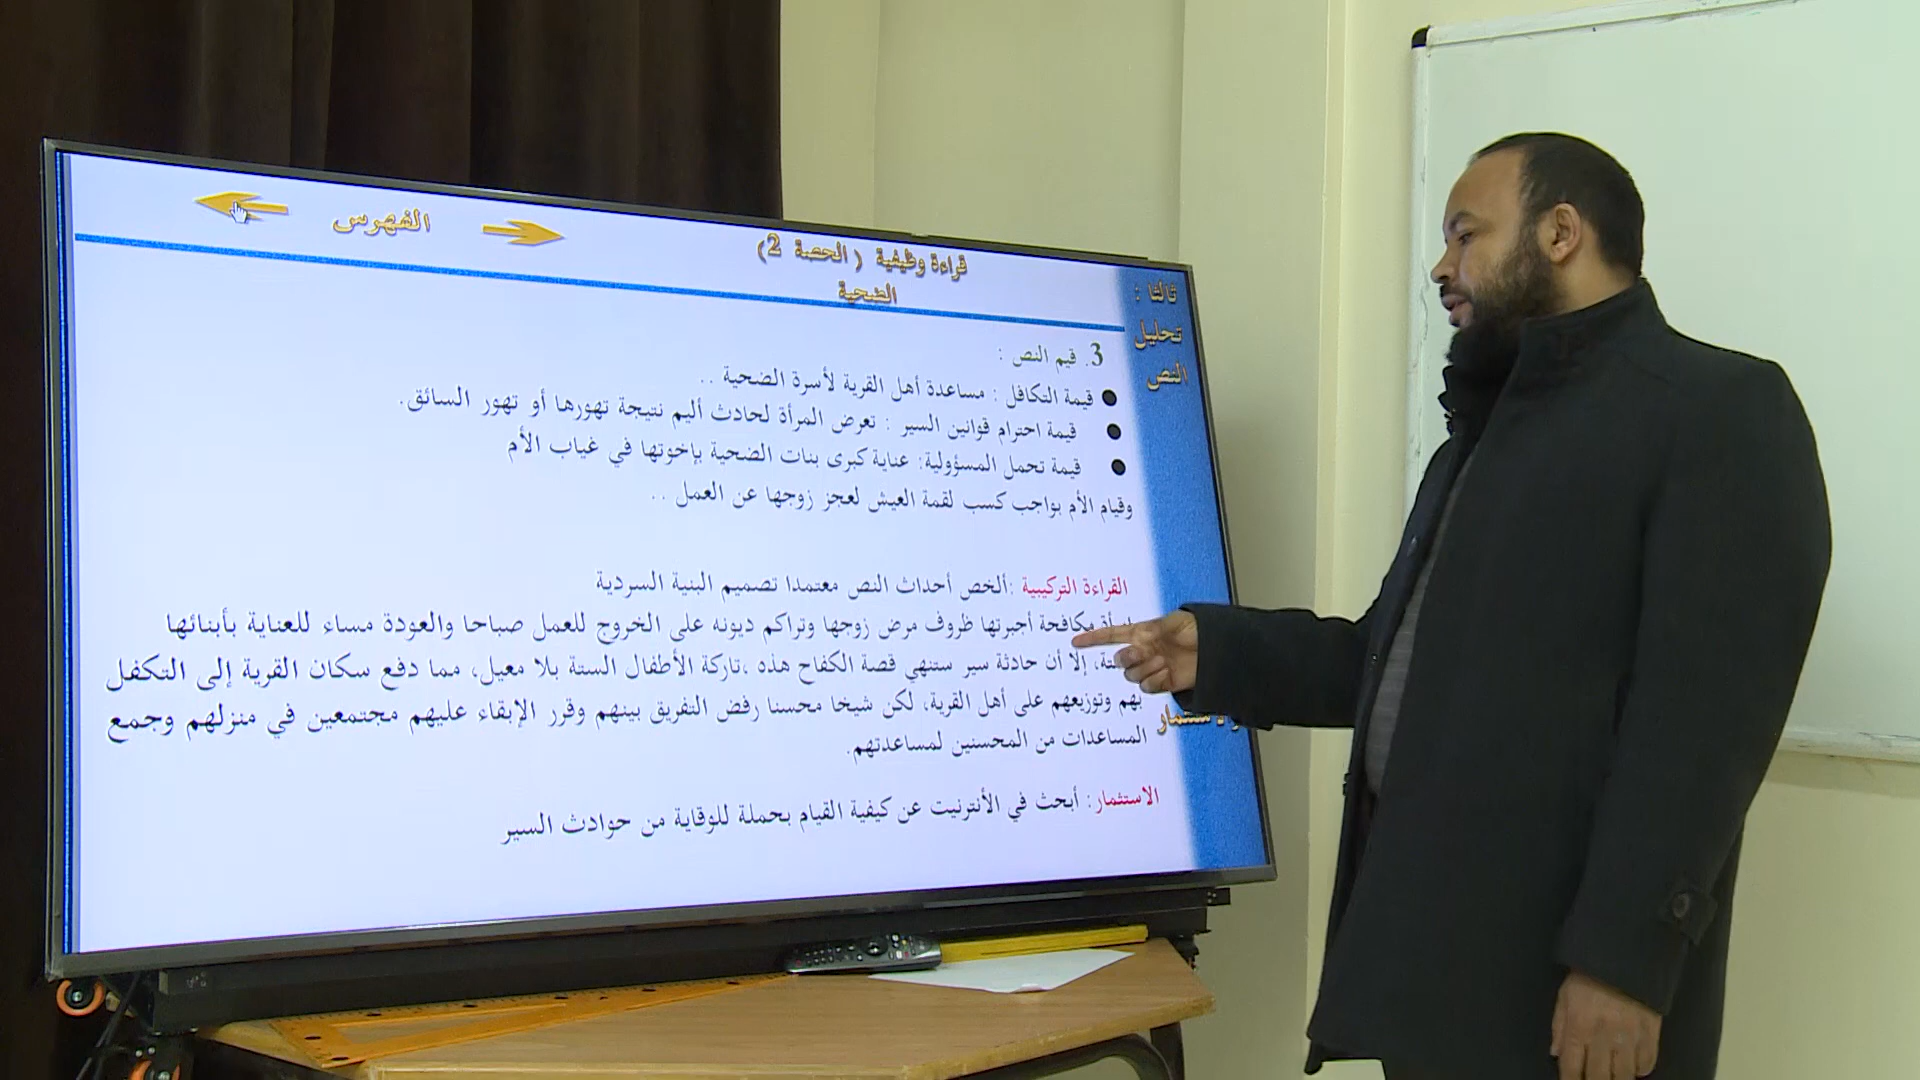 الفهرس
قراءة وظيفية ( الحصة 2)
الضحية
ثالثا :
تحليل
النص
3. قيم النص :
● قيمة التكافل : مساعدة أهل القرية لأسرة الضحية ..
● قيمة احترام قوانين السير : تعرض المرأة لحادث أليم نتيجة تهورها أو تهور السائق.
● قيمة تحمل المسؤولية: عناية كبرى بنات الضحية بإخوتها في غياب الأم
وقيام الأم بواجب كسب لقمة العيش لعجز زوجها عن العمل ..
القراءة التركيبية :ألخص أحداث النص معتمدا تصميم البنية السردية
مكافحة أجبرتها ظروف مرض زوجها وتراكم ديونه على الخروج للعمل صباحا والعودة مساء للعناية بأبنائها
إلا أن حادثة سير ستنهي قصة الكفاح هذه ،تاركة الأطفال الستة بلا معيل، مما دفع سكان القرية إلى التكفل
بهم وتوزيعهم على أهل القرية، لكن شيخا محسنا رفض التفريق بينهم وقرر الإبقاء عليهم مجتمعين في منزلهم وجمع
المساعدات من المحسنين لمساعدتهم.
الاستثمار: أبحث في الأنترنيت عن كيفية القيام بحملة للوقاية من حوادث السير